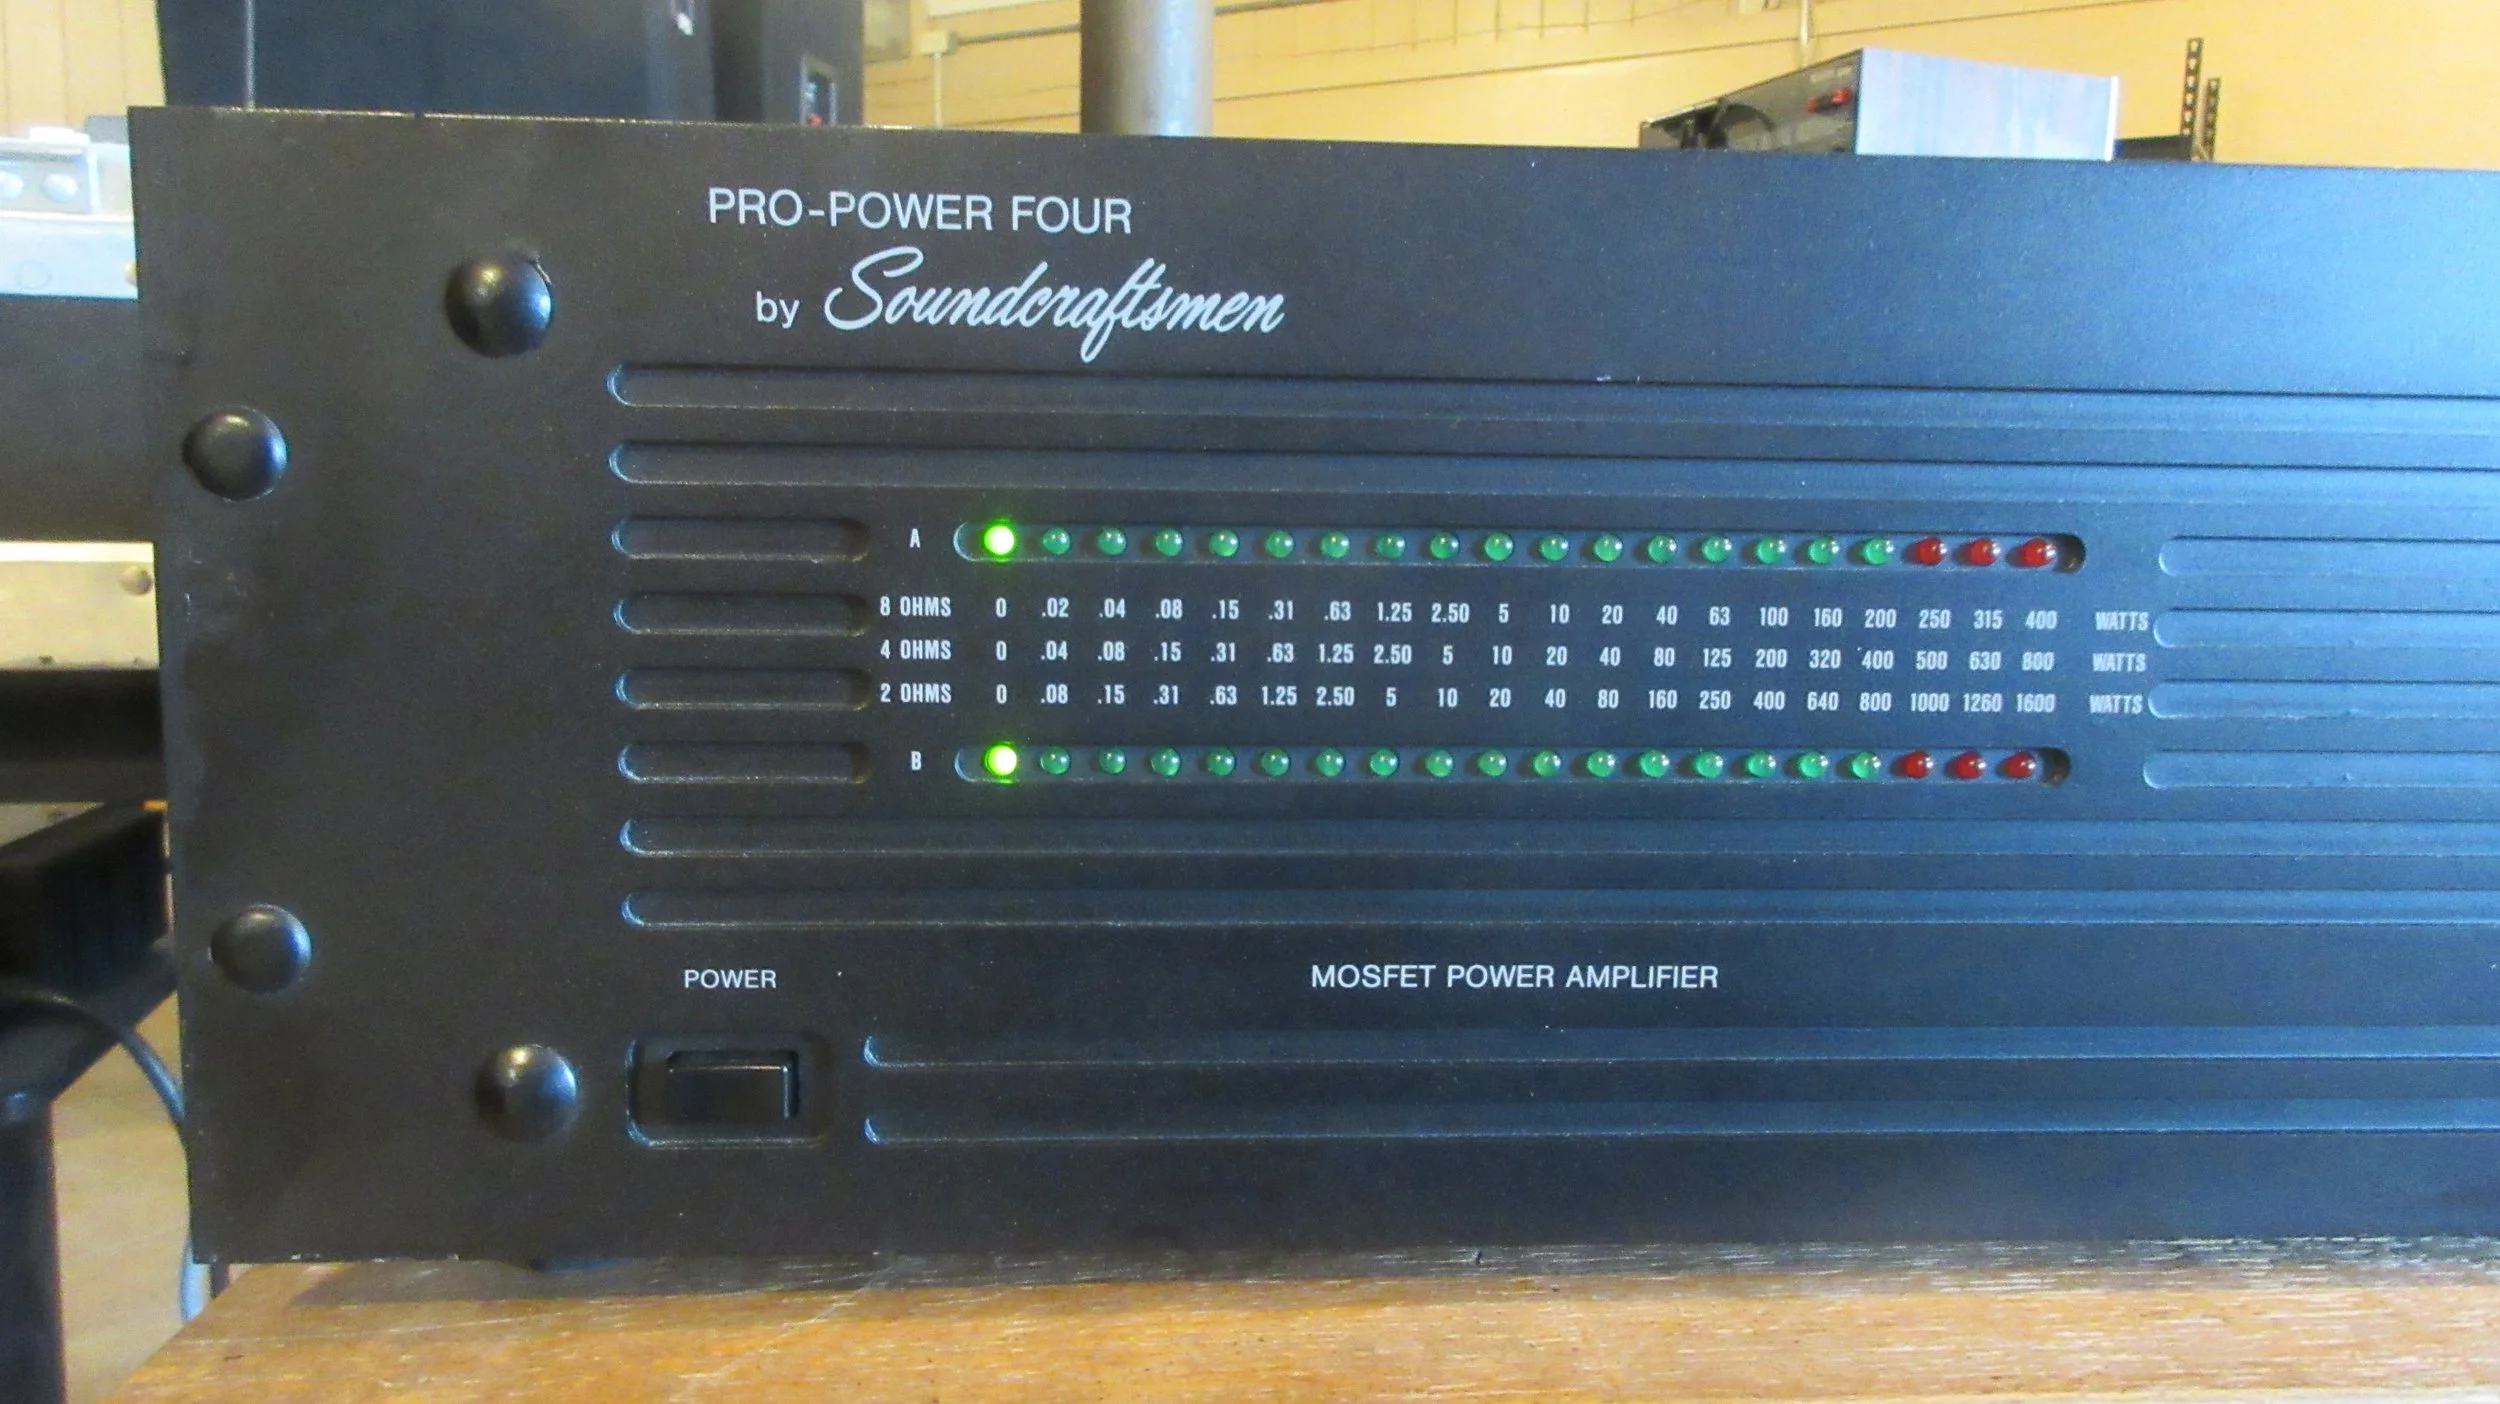 PRO-POWER FOUR
by Soundcraftsmen
A
8 OHMS 0 .02 .04 .08 .15 .31 .63 1.25 2.50 5 10 20 40 63 100 160 200 250 315 400 WATTS
4 OHMS 0 .04 .08 .15 .31 .63 1.25 2.50 5 10 20 40 80 125 200 320 400 500 630 800 WATTS
2 OHMS 0 .08 .15 .31 .63 1.25 2.50 5 10 20 40 80 160 250 400 640 800 1000 1260 1600 WATTS
B
POWER
MOSFET POWER AMPLIFIER